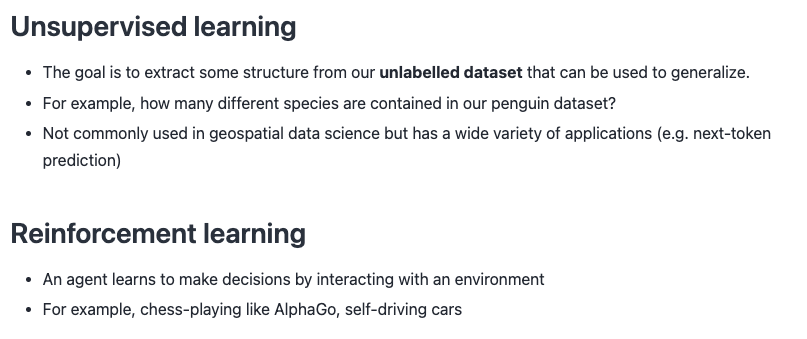 Unsupervised learning
• The goal is to extract some structure from our unlabelled dataset that can be used to generalize.
• For example, how many different species are contained in our penguin dataset?
• Not commonly used in geospatial data science but has a wide variety of applications (e.g. next-token
prediction)
Reinforcement learning
• An agent learns to make decisions by interacting with an environment
• For example, chess-playing like AlphaGo, self-driving cars